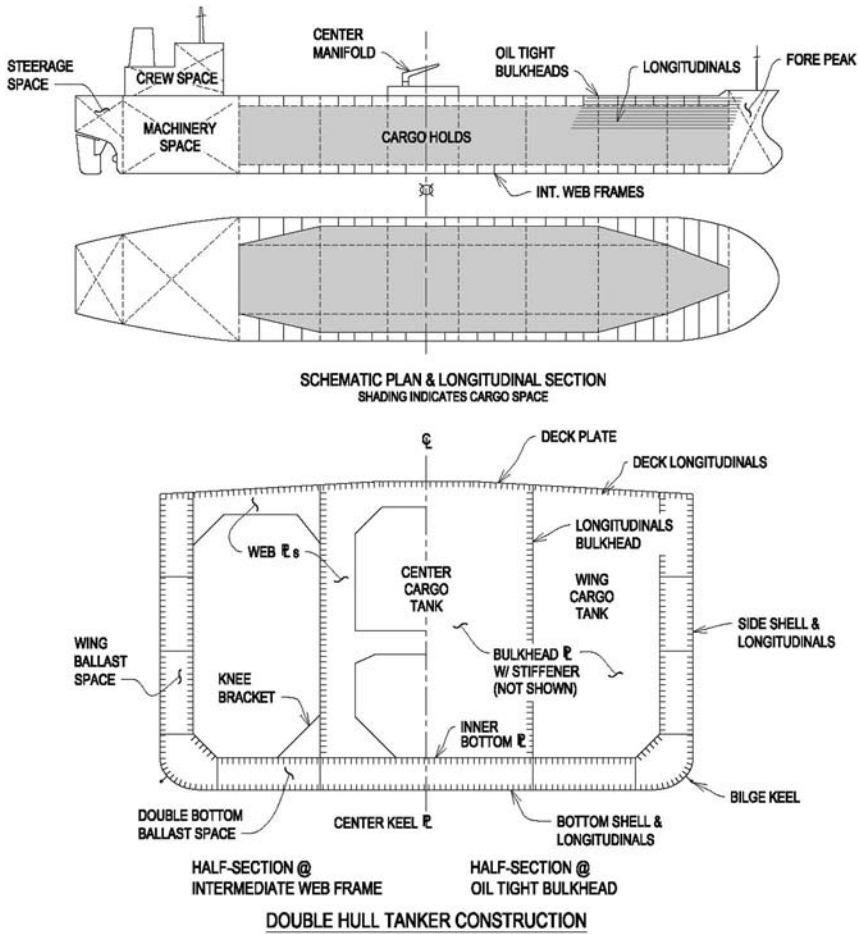 CENTER
MANIFOLD
OIL TIGHT
BULKHEADS
LONGITUDINALS
STEERAGE
SPACE
CREW SPACE
FORE PEAK
MACHINERY
SPACE
CARGO HOLDS
INT. WEB FRAMES
SCHEMATIC PLAN & LONGITUDINAL SECTION
SHADING INDICATES CARGO SPACE
℄
DECK PLATE
DECK LONGITUDINALS
WEB ⅊ s
LONGITUDINALS
BULKHEAD
CENTER
CARGO
TANK
WING
CARGO
TANK
SIDE SHELL &
LONGITUDINALS
WING
BALLAST
SPACE
KNEE
BRACKET
BULKHEAD ⅊
W/ STIFFENER
(NOT SHOWN)
INNER
BOTTOM ⅊
DOUBLE BOTTOM
BALLAST SPACE
CENTER KEEL ⅊
BOTTOM SHELL &
LONGITUDINALS
BILGE KEEL
HALF-SECTION @
INTERMEDIATE WEB FRAME
HALF-SECTION @
OIL TIGHT BULKHEAD
DOUBLE HULL TANKER CONSTRUCTION